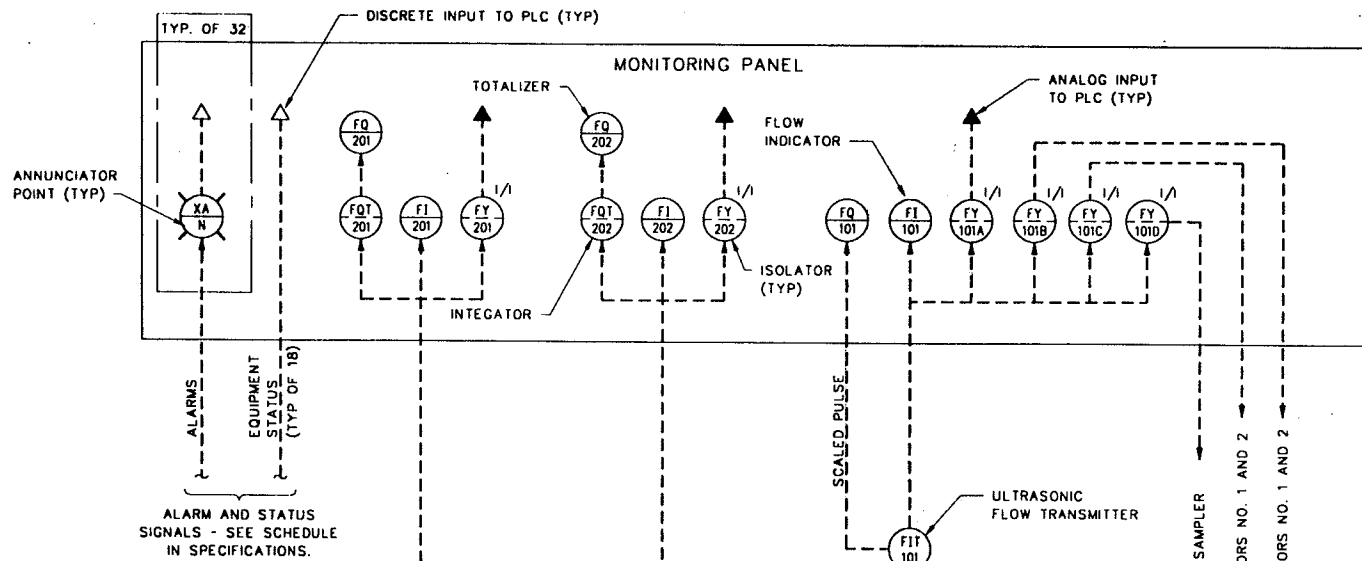 TYP. OF 32
DISCRETE INPUT TO PLC (TYP)
MONITORING PANEL
TOTALIZER
ANALOG INPUT
TO PLC (TYP)
FLOW
INDICATOR
FQ
201
FQ
202
ANNUNCIATOR
POINT (TYP)
XA
N
FQT
201
FI
201
FY
201
I/I
FQT
202
FI
202
FY
202
I/I
FQ
101
FI
101
FY
101A
I/I
FY
101B
I/I
FY
101C
I/I
FY
101D
I/I
ISOLATOR
(TYP)
INTEGATOR
ALARMS
EQUIPMENT
STATUS
(TYP OF 18)
SCALED PULSE
ALARM AND STATUS
SIGNALS - SEE SCHEDULE
IN SPECIFICATIONS.
FIT
101
ULTRASONIC
FLOW TRANSMITTER
SAMPLER
ORS NO. 1 AND 2
ORS NO. 1 AND 2